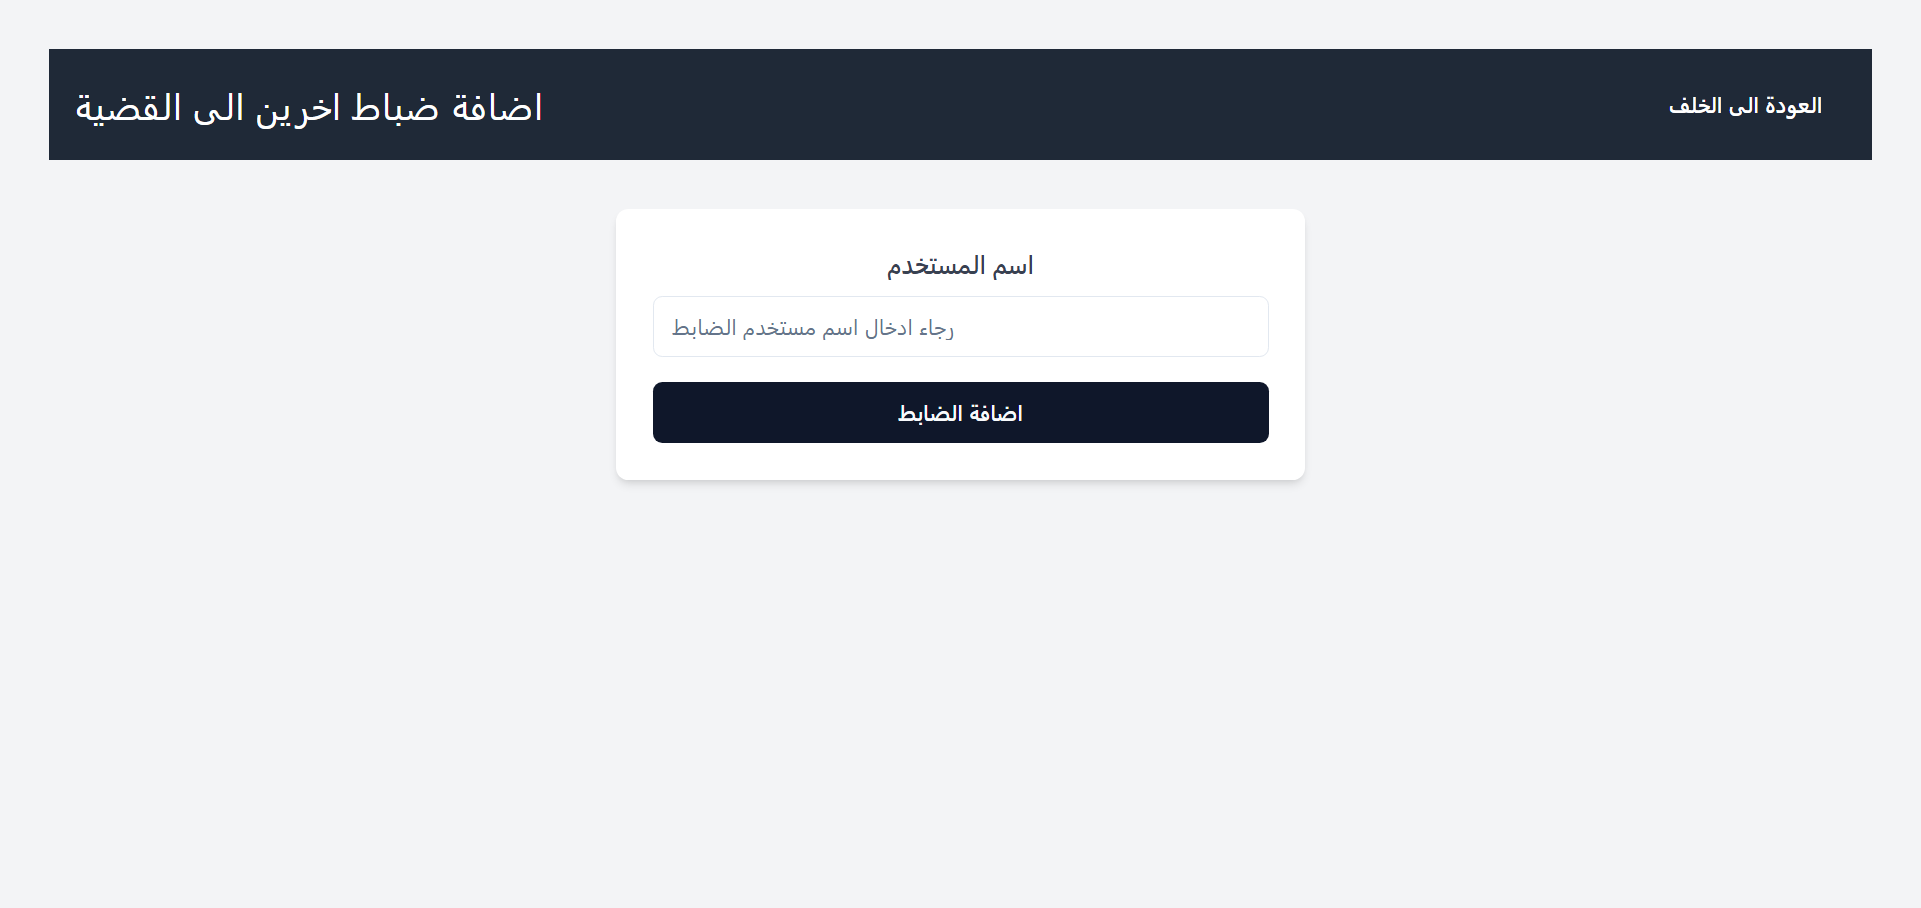 اضافة ضباط اخرين الى القضية
العودة الى الخلف
اسم المستخدم
رجاء ادخال اسم مستخدم الضابط
اضافة الضابط